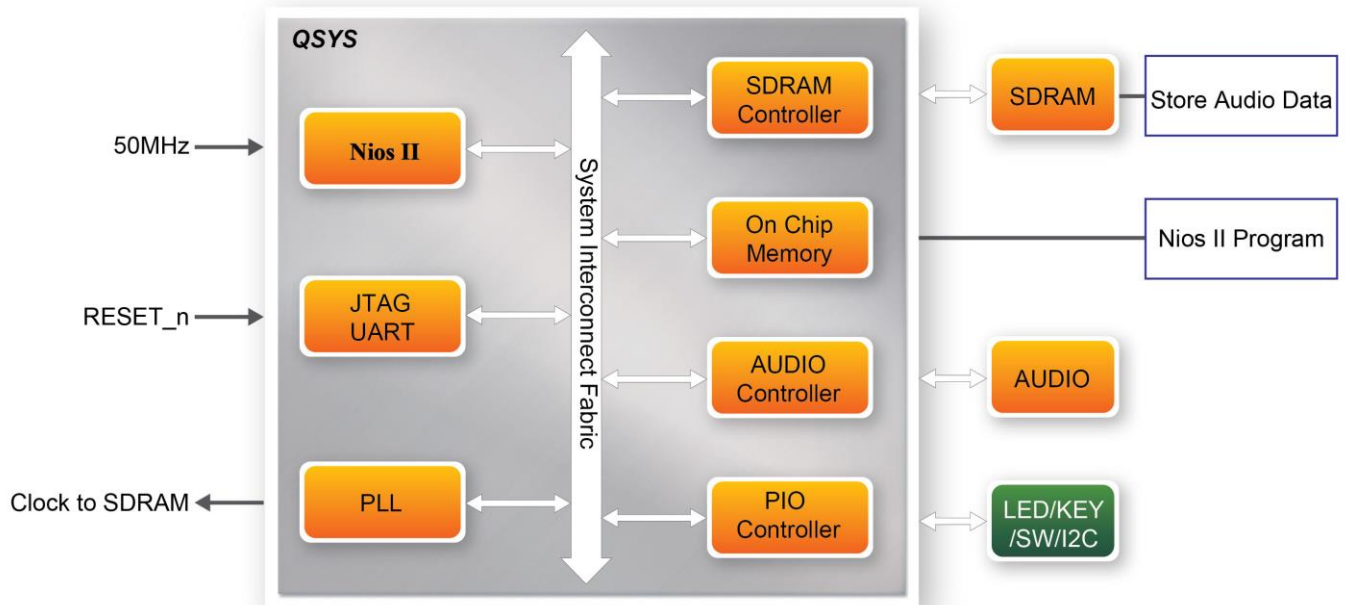 QSYS
50MHz
Nios II
RESET_n
JTAG
UART
Clock to SDRAM
PLL
System Interconnect Fabric
SDRAM
Controller
On Chip
Memory
AUDIO
Controller
PIO
Controller
SDRAM
Store Audio Data
Nios II Program
AUDIO
LED/KEY
/SW/I2C